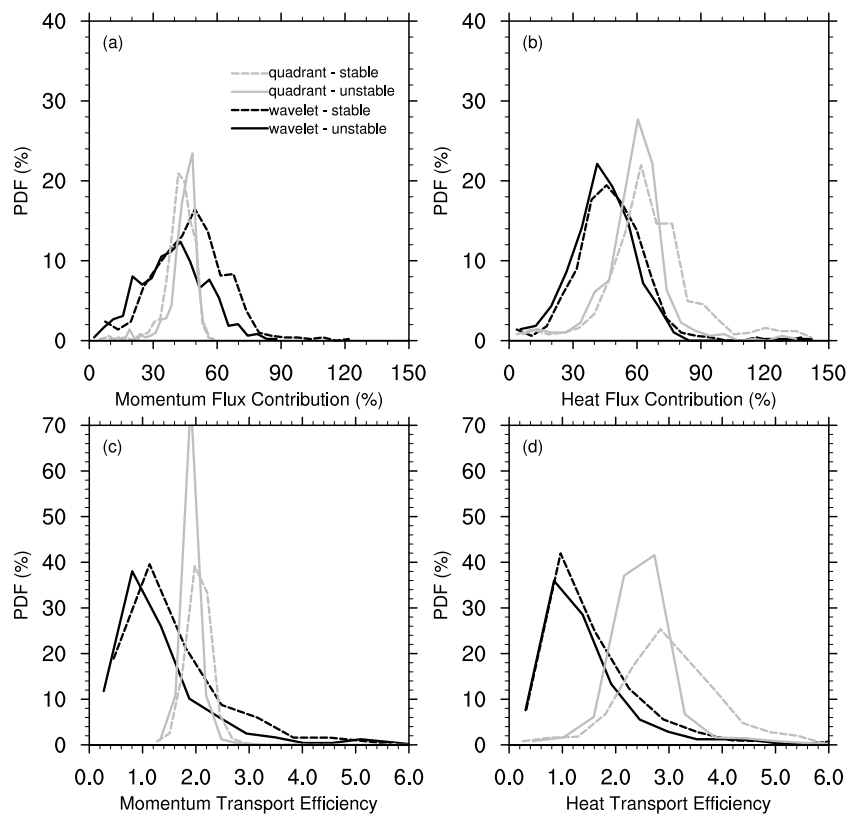 (a)
(b)
quadrant - stable
quadrant - unstable
wavelet - stable
wavelet - unstable
PDF (%)
40
30
20
10
0
0 30 60 90 120 150
Momentum Flux Contribution (%)
PDF (%)
40
30
20
10
0
0 30 60 90 120 150
Heat Flux Contribution (%)
(c)
PDF (%)
70
60
50
40
30
20
10
0
0.0 1.0 2.0 3.0 4.0 5.0 6.0
Momentum Transport Efficiency
(d)
PDF (%)
70
60
50
40
30
20
10
0
0.0 1.0 2.0 3.0 4.0 5.0 6.0
Heat Transport Efficiency